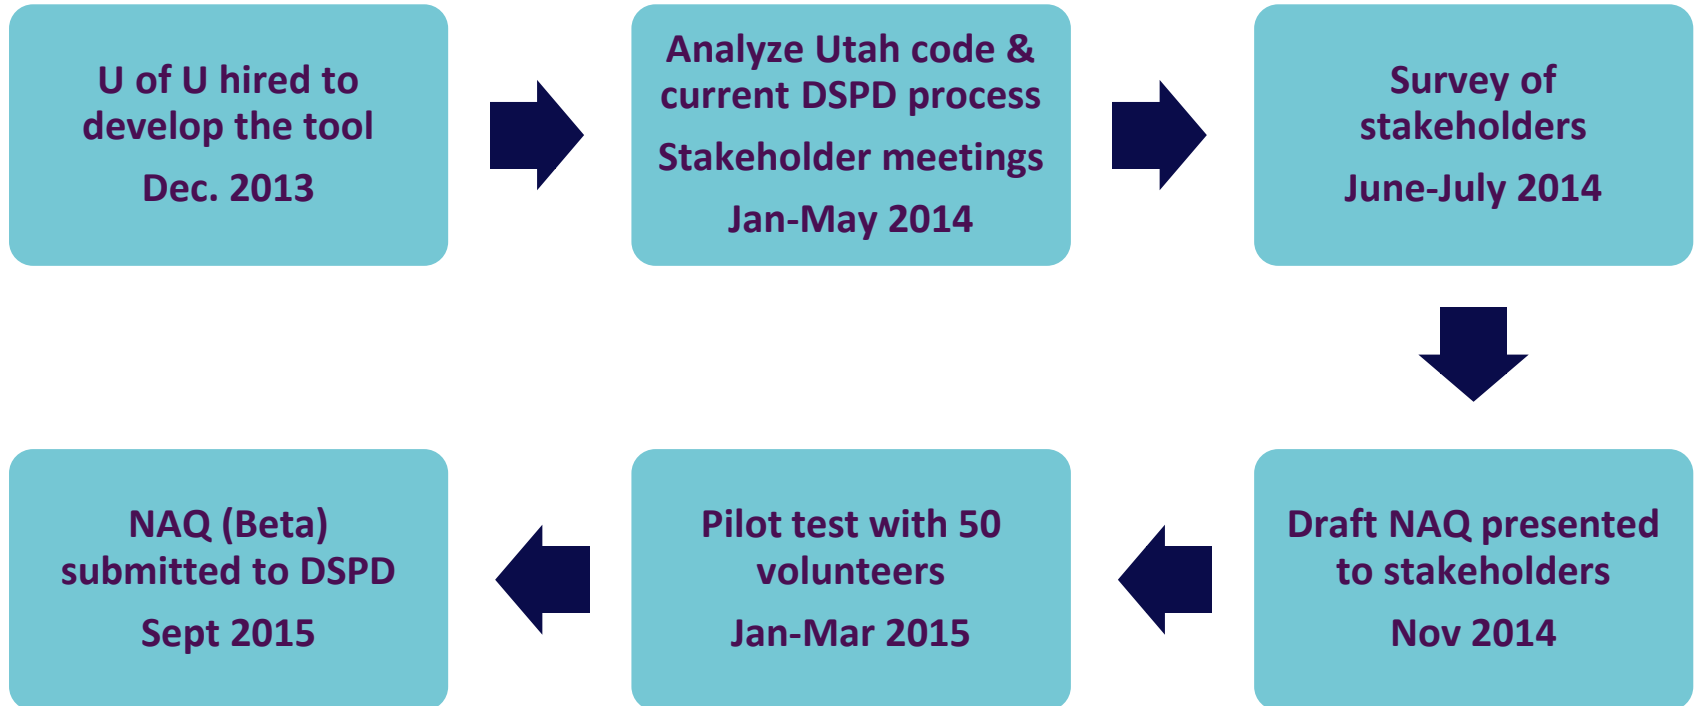 U of U hired to
develop the tool
Dec. 2013
Analyze Utah code &
current DSPD process
Stakeholder meetings
Jan-May 2014
Survey of
stakeholders
June-July 2014
Draft NAQ presented
to stakeholders
Nov 2014
Pilot test with 50
volunteers
Jan-Mar 2015
NAQ (Beta)
submitted to DSPD
Sept 2015